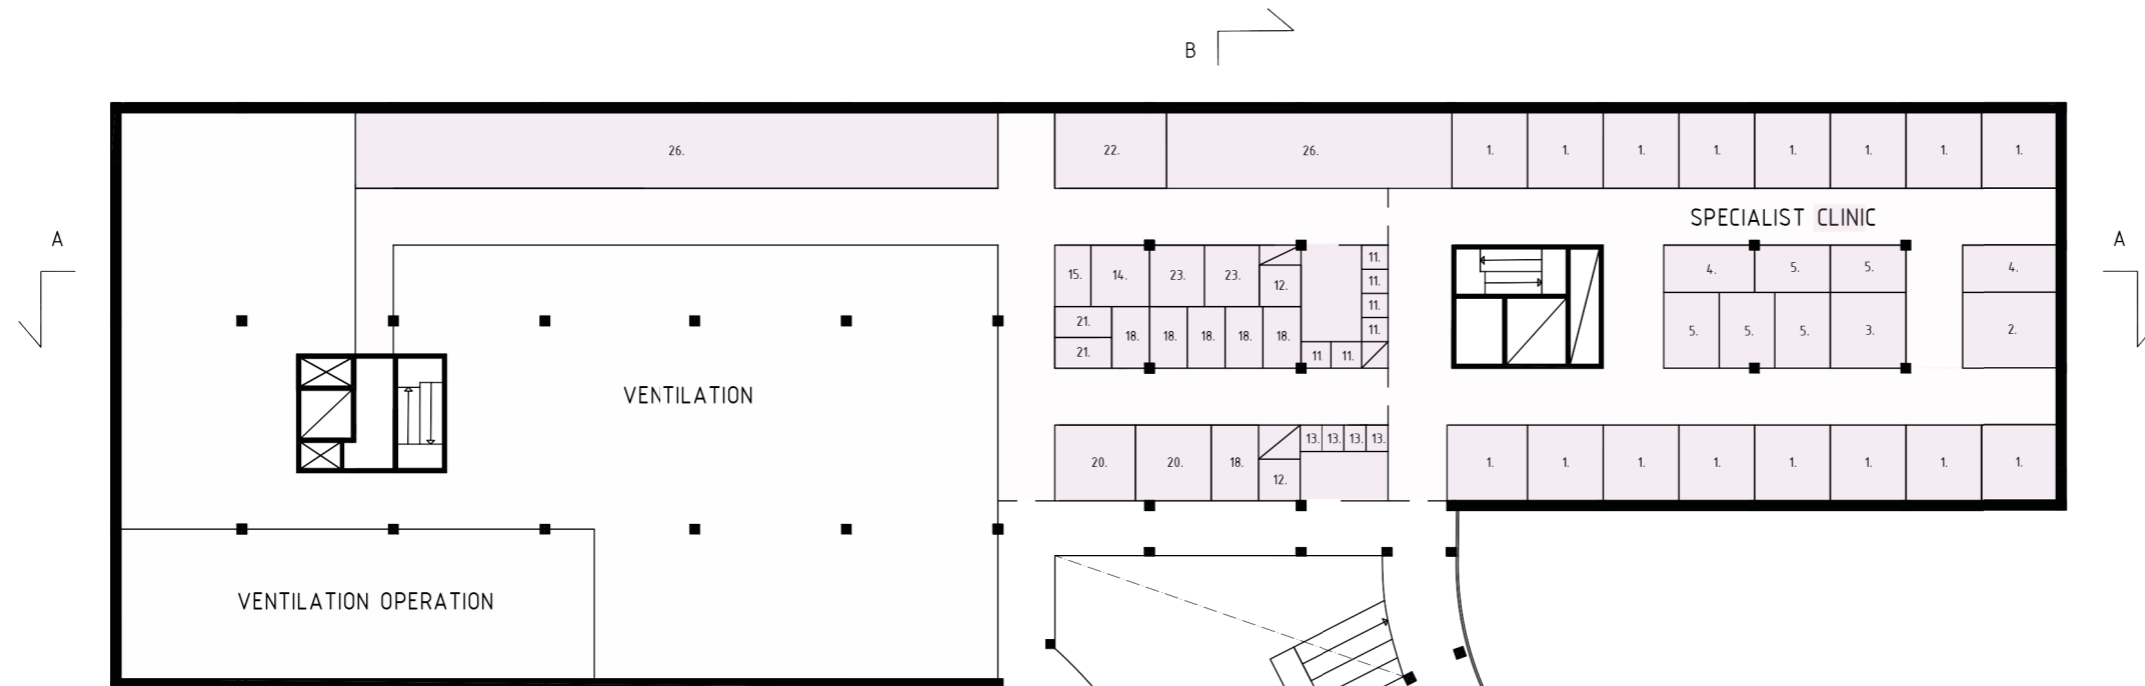 B
26. 22. 26. 1. 1. 1. 1. 1. 1. 1. 1.
SPECIALIST CLINIC
A A
15. 14. 23. 23. 12. 11. 11. 11. 11. 4. 5. 5. 4.
21. 21. 18. 18. 18. 18. 18. 11. 11. 5. 5. 5. 3. 2.
VENTILATION
13. 13. 13. 13.
20. 20. 18. 12. 1. 1. 1. 1. 1. 1. 1. 1.
VENTILATION OPERATION